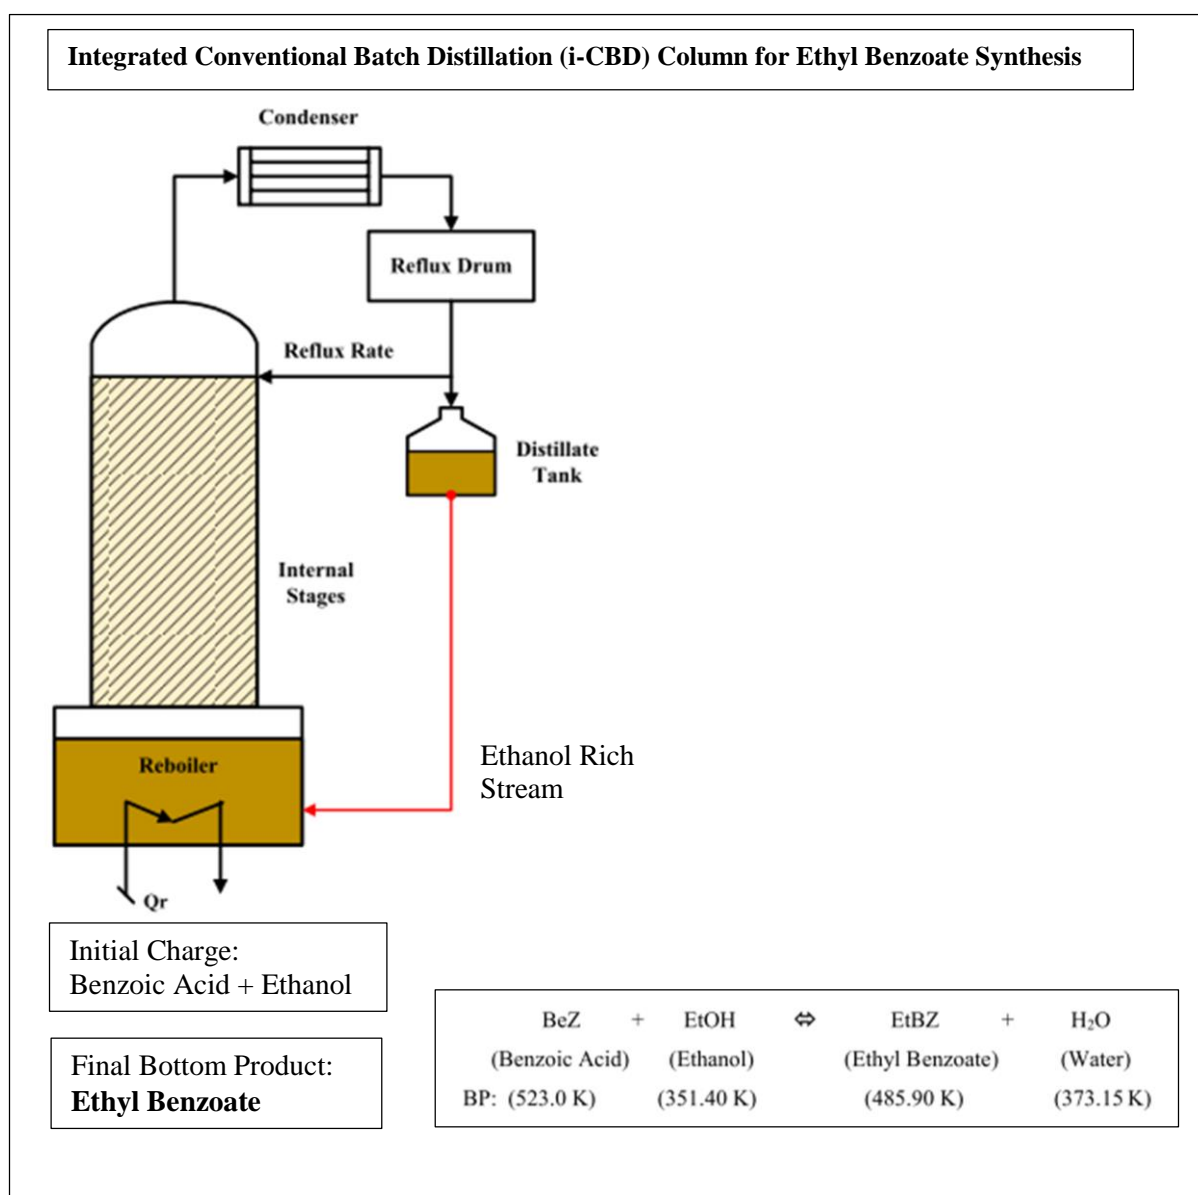 Integrated Conventional Batch Distillation (i-CBD) Column for Ethyl Benzoate Synthesis
Condenser
Reflux Drum
Reflux Rate
Distillate
Tank
Internal
Stages
Ethanol Rich
Stream
Reboiler
Qr
Initial Charge:
Benzoic Acid + Ethanol
Final Bottom Product:
Ethyl Benzoate
BeZ + EtOH ⇔ EtBZ + H₂O
(Benzoic Acid) (Ethanol) (Ethyl Benzoate) (Water)
BP: (523.0 K) (351.40 K) (485.90 K) (373.15 K)